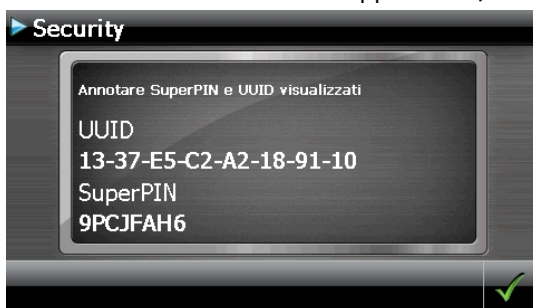 Security
Annotare SuperPIN e UUID visualizzati
UUID
13-37-E5-C2-A2-18-91-10
SuperPIN
9PCJFAH6